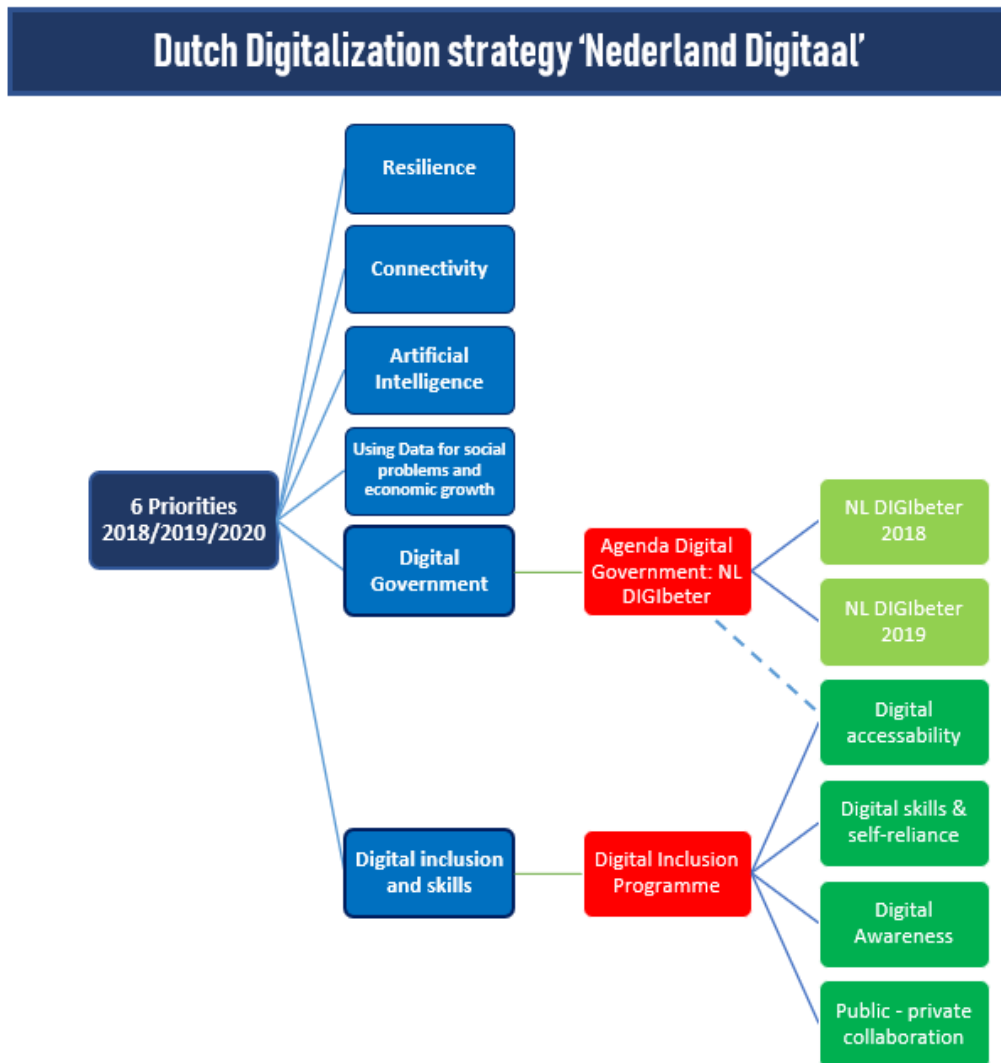 Dutch Digitalization strategy ‘Nederland Digitaal’
Resilience
Connectivity
Artificial
Intelligence
Using Data for social
problems and
economic growth
6 Priorities
2018/2019/2020
Digital
Government
Agenda Digital
Government: NL
DIGIbeter
NL DIGIbeter
2018
NL DIGIbeter
2019
Digital
accessability
Digital skills &
self-reliance
Digital inclusion
and skills
Digital Inclusion
Programme
Digital
Awareness
Public - private
collaboration